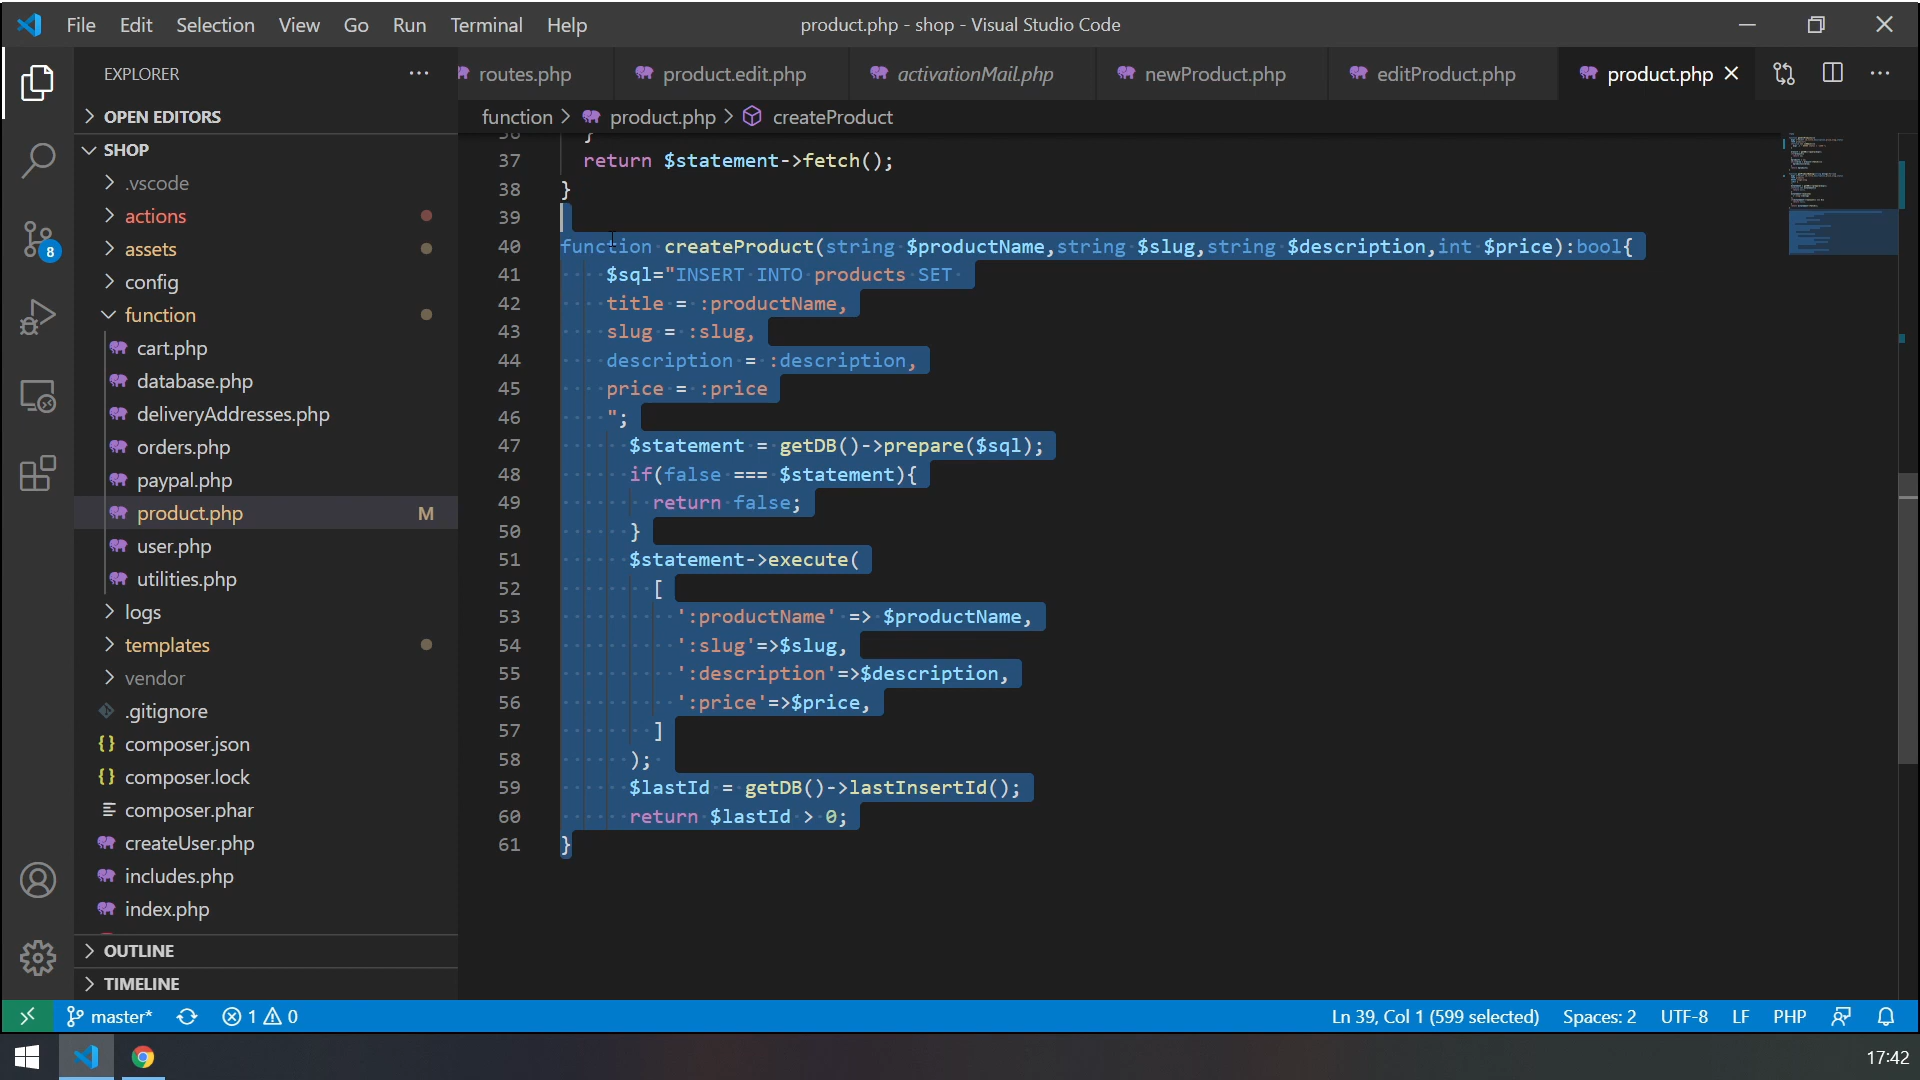 File Edit Selection View Go Run Terminal Help product.php - shop - Visual Studio Code
EXPLORER
routes.php product.edit.php activationMail.php newProduct.php editProduct.php product.php
OPEN EDITORS
function > product.php > createProduct
SHOP
.vscode
actions
assets
config
function
cart.php
database.php
deliveryAddresses.php
orders.php
paypal.php
product.php M
user.php
utilities.php
logs
templates
vendor
.gitignore
composer.json
composer.lock
composer.phar
createUser.php
includes.php
index.php
OUTLINE
TIMELINE
8
36 }
37 return $statement->fetch();
38 }
39
40 function createProduct(string $productName,string $slug,string $description,int $price):bool{
41 $sql="INSERT INTO products SET
42 title = :productName,
43 slug = :slug,
44 description = :description,
45 price = :price
46 ";
47 $statement = getDB()->prepare($sql);
48 if(false === $statement){
49 return false;
50 }
51 $statement->execute(
52 [
53 ':productName' => $productName,
54 ':slug'=>$slug,
55 ':description'=>$description,
56 ':price'=>$price,
57 ]
58 );
59 $lastId = getDB()->lastInsertId();
60 return $lastId > 0;
61 }
master* 1 0 Ln 39, Col 1 (599 selected) Spaces: 2 UTF-8 LF PHP
17:42